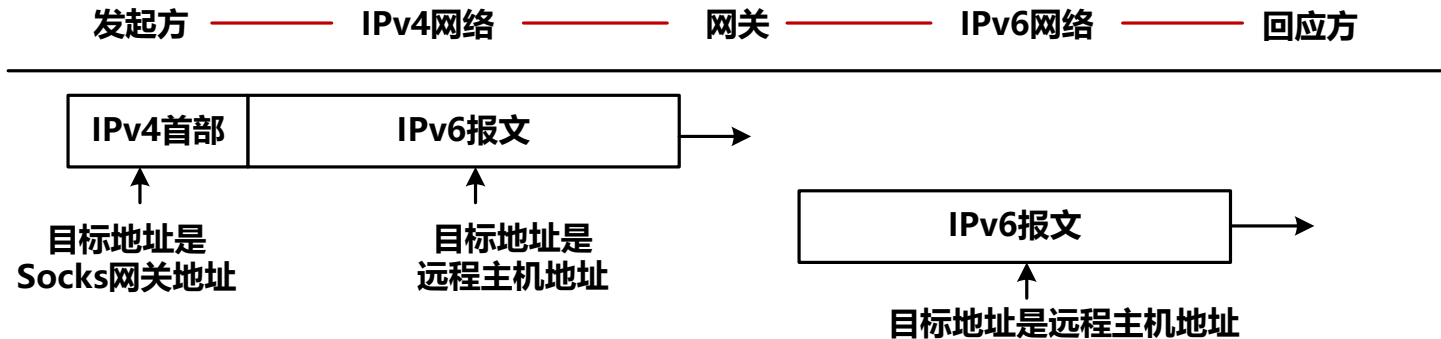 发起方 IPv4网络 网关 IPv6网络 回应方
IPv4首部 IPv6报文
目标地址是
Socks网关地址
目标地址是
远程主机地址
IPv6报文
目标地址是远程主机地址